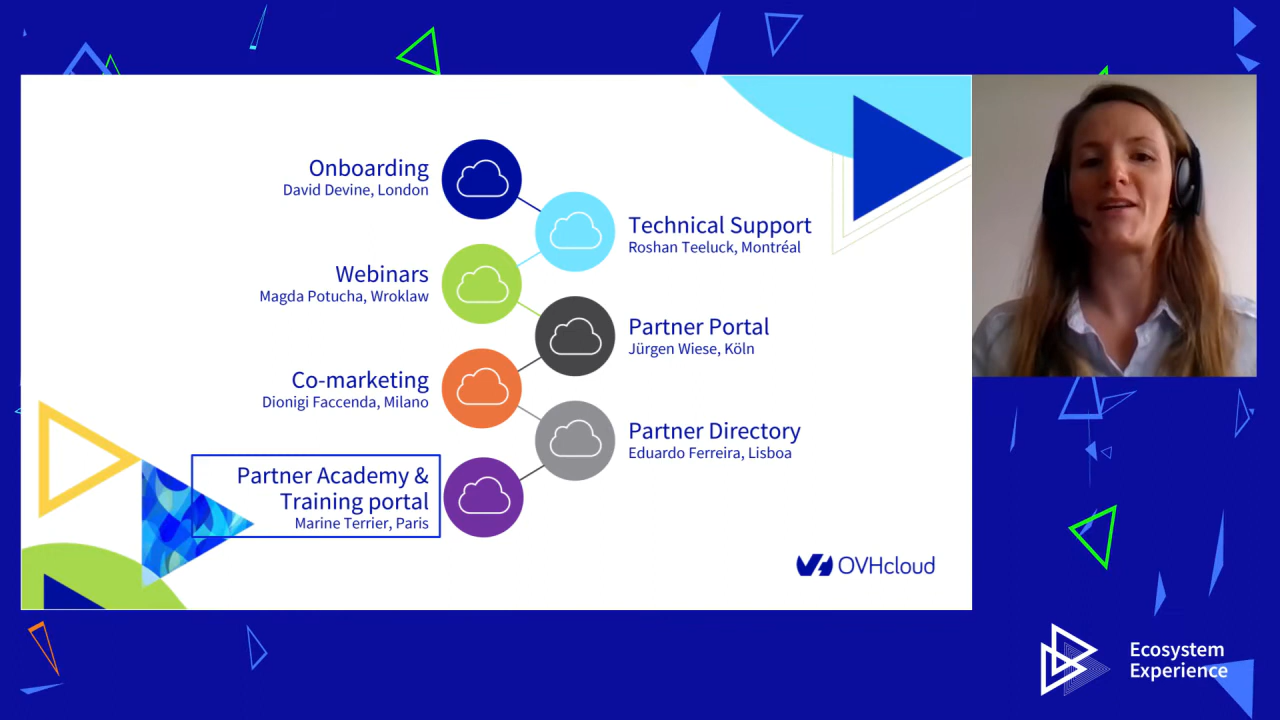 Onboarding
David Devine, London
Technical Support
Roshan Teeluck, Montréal
Webinars
Magda Potucha, Wroklaw
Partner Portal
Jürgen Wiese, Köln
Co-marketing
Dionigi Faccenda, Milano
Partner Directory
Eduardo Ferreira, Lisboa
Partner Academy &
Training portal
Marine Terrier, Paris
OVHcloud
Ecosystem
Experience